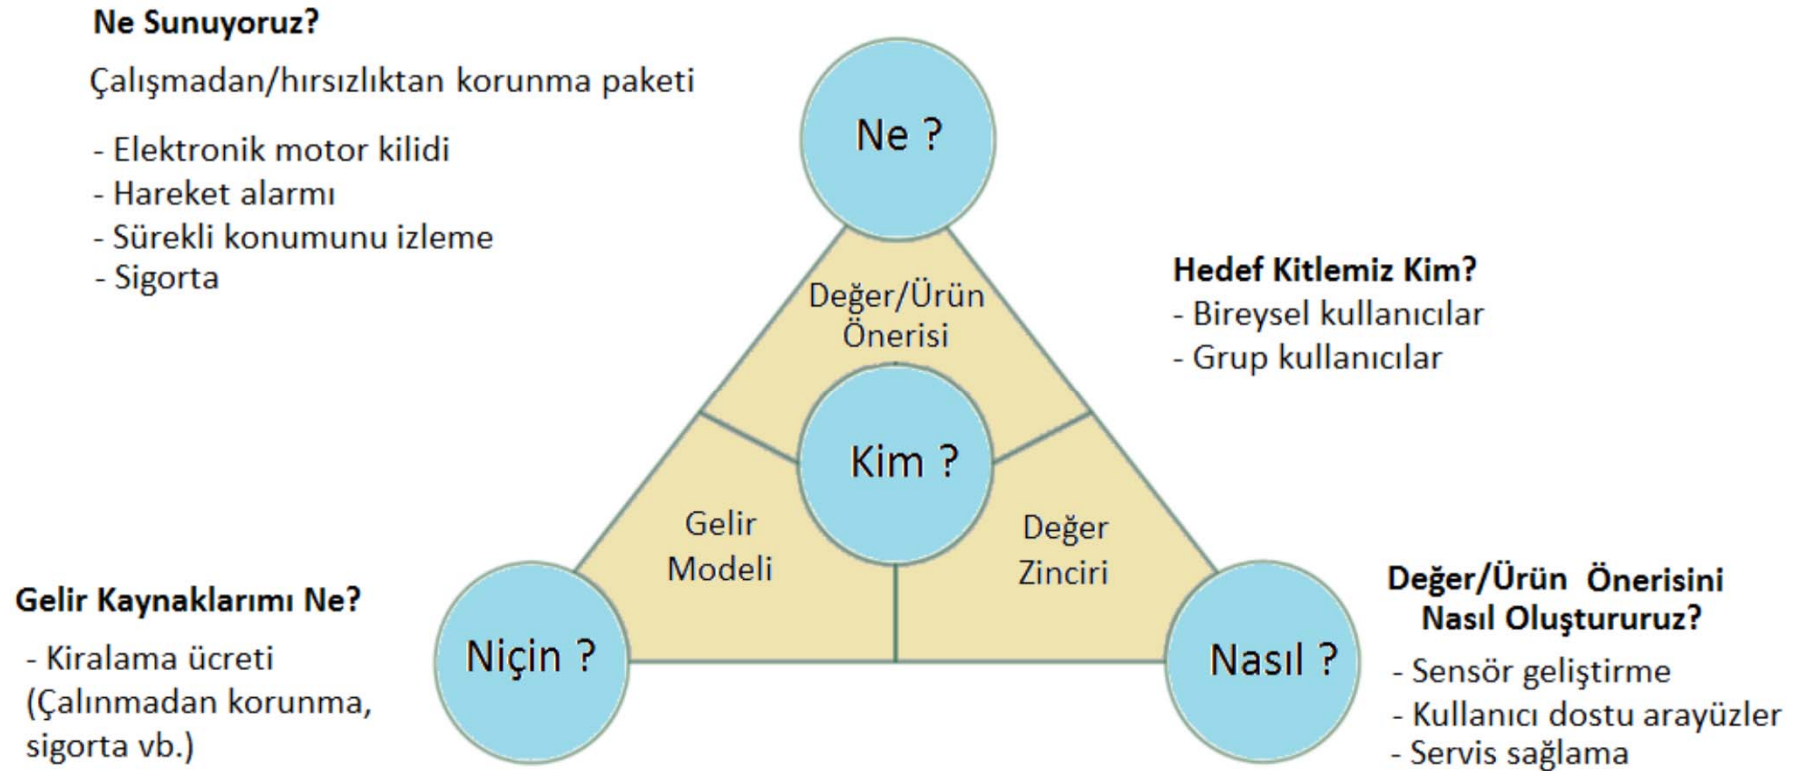 Ne Sunuyoruz?
Çalışmadan/hırsızlıktan korunma paketi
- Elektronik motor kilidi
- Hareket alarmı
- Sürekli konumunu izleme
- Sigorta
Ne ?
Değer/Ürün
Önerisi
Hedef Kitlemiz Kim?
- Bireysel kullanıcılar
- Grup kullanıcılar
Kim ?
Gelir
Modeli
Değer
Zinciri
Gelir Kaynaklarımı Ne?
- Kiralama ücreti
(Çalınmadan korunma,
sigorta vb.)
Niçin ?
Nasıl ?
Değer/Ürün Önerisini
Nasıl Oluştururuz?
- Sensör geliştirme
- Kullanıcı dostu arayüzler
- Servis sağlama